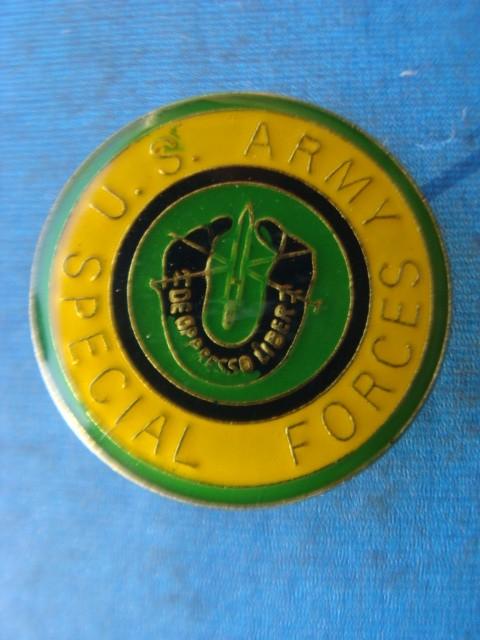 U.S. ARMY
SPECIAL FORCES
DE OPPRESSO LIBER